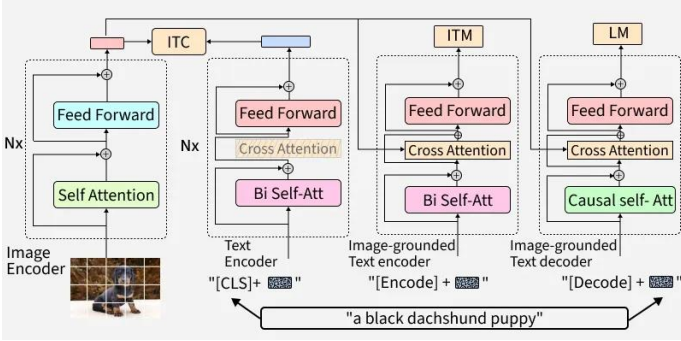 ITC
ITM
LM
Nx
Feed Forward
Self Attention
Image
Encoder
Nx
Feed Forward
Cross Attention
Bi Self-Att
Text
Encoder
"[CLS]+ "
Feed Forward
Cross Attention
Bi Self-Att
Image-grounded
Text encoder
"[Encode] + "
Feed Forward
Cross Attention
Causal self- Att
Image-grounded
Text decoder
"[Decode] + "
"a black dachshund puppy"